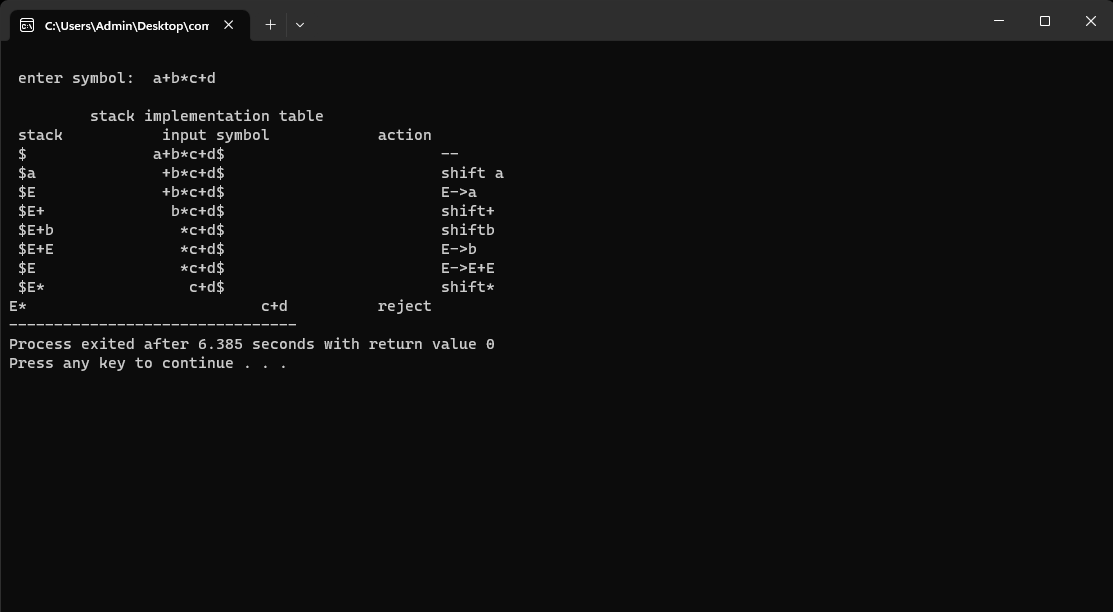 C:\Users\Admin\Desktop\com
enter symbol:  a+b*c+d
stack implementation table
stack           input symbol            action
$              a+b*c+d$                        --
$a              +b*c+d$                        shift a
$E              +b*c+d$                        E->a
$E+              b*c+d$                        shift+
$E+b              *c+d$                        shiftb
$E+E              *c+d$                        E->b
$E                *c+d$                        E->E+E
$E*                c+d$                        shift*
E*                          c+d          reject
--------------------------------
Process exited after 6.385 seconds with return value 0
Press any key to continue . . .